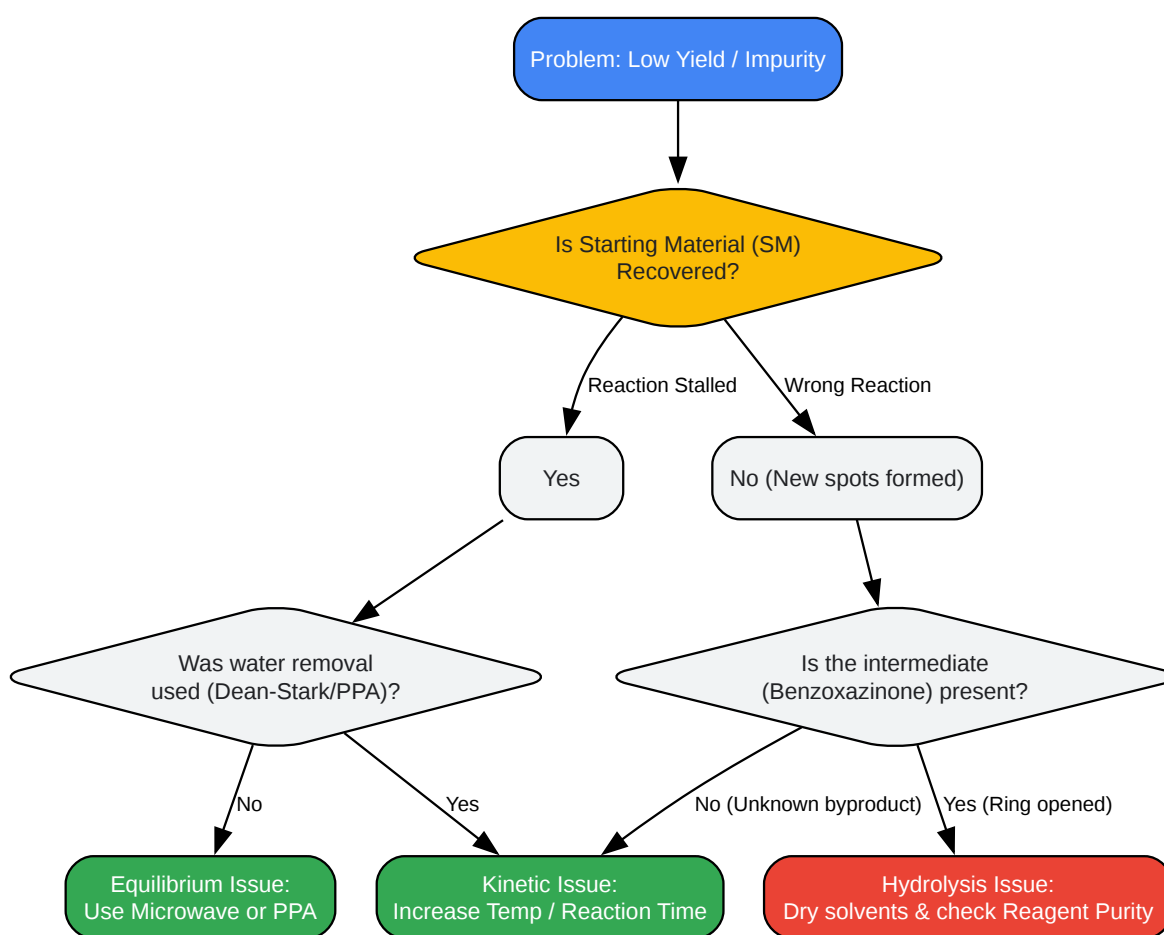 Problem: Low Yield / Impurity
Is Starting Material (SM)
Recovered?
Reaction Stalled
Wrong Reaction
Yes
No (New spots formed)
Was water removal
used (Dean-Stark/PPA)?
Is the intermediate
(Benzoxazinone) present?
No
Yes
No (Unknown byproduct)
Yes (Ring opened)
Equilibrium Issue:
Use Microwave or PPA
Kinetic Issue:
Increase Temp / Reaction Time
Hydrolysis Issue:
Dry solvents & check Reagent Purity